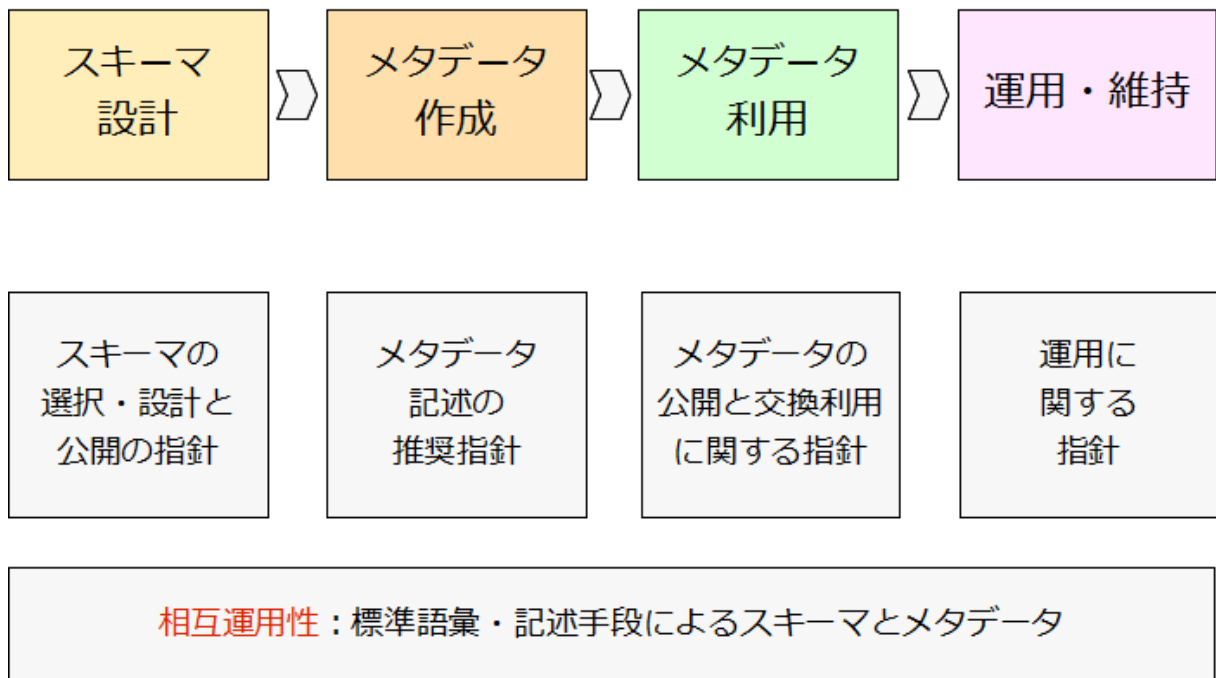 スキーマ
設計
メタデータ
作成
メタデータ
利用
運用・維持
スキーマの
選択・設計と
公開の指針
メタデータ
記述の
推奨指針
メタデータの
公開と交換利用
に関する指針
運用に
関する
指針
相互運用性：標準語彙・記述手段によるスキーマとメタデータ